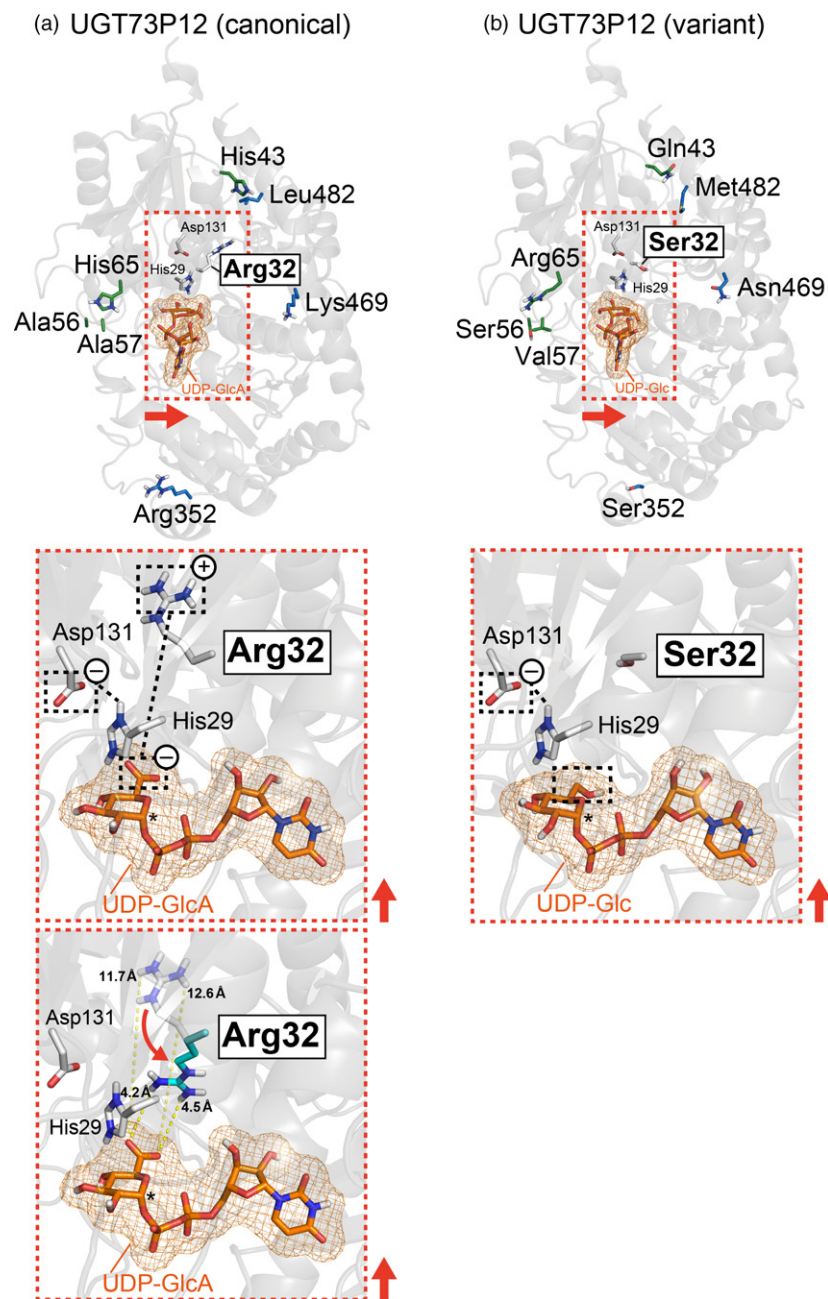 (a) UGT73P12 (canonical)
His43
Leu482
Asp131
His65
His29
Arg32
Lys469
Ala56
Ala57
UDP-GlcA
Arg352
(b) UGT73P12 (variant)
Gln43
Met482
Asp131
Ser32
Arg65
His29
Asn469
Ser56
Val57
UDP-Glc
Ser352
+
Asp131
Arg32
−
His29
−
*
UDP-GlcA
Asp131
Ser32
−
His29
*
UDP-Glc
11.7Å
12.6Å
Asp131
Arg32
4.2Å
4.5Å
His29
*
UDP-GlcA